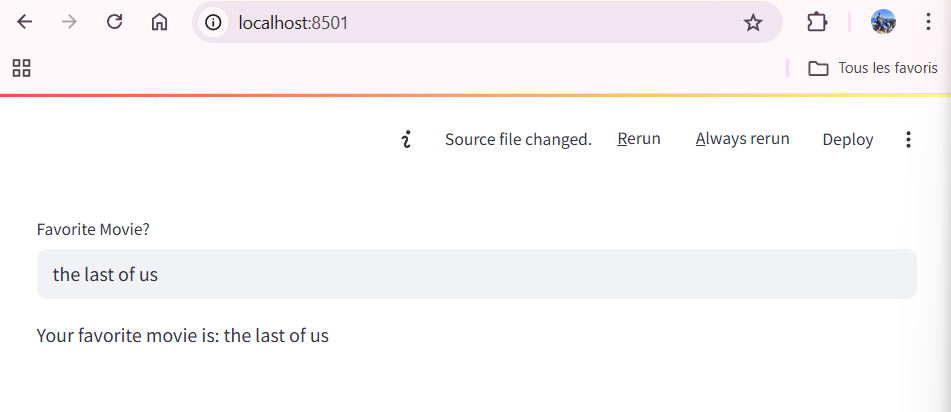 localhost:8501
Tous les favoris
Source file changed. Rerun Always rerun Deploy
Favorite Movie?
the last of us
Your favorite movie is: the last of us